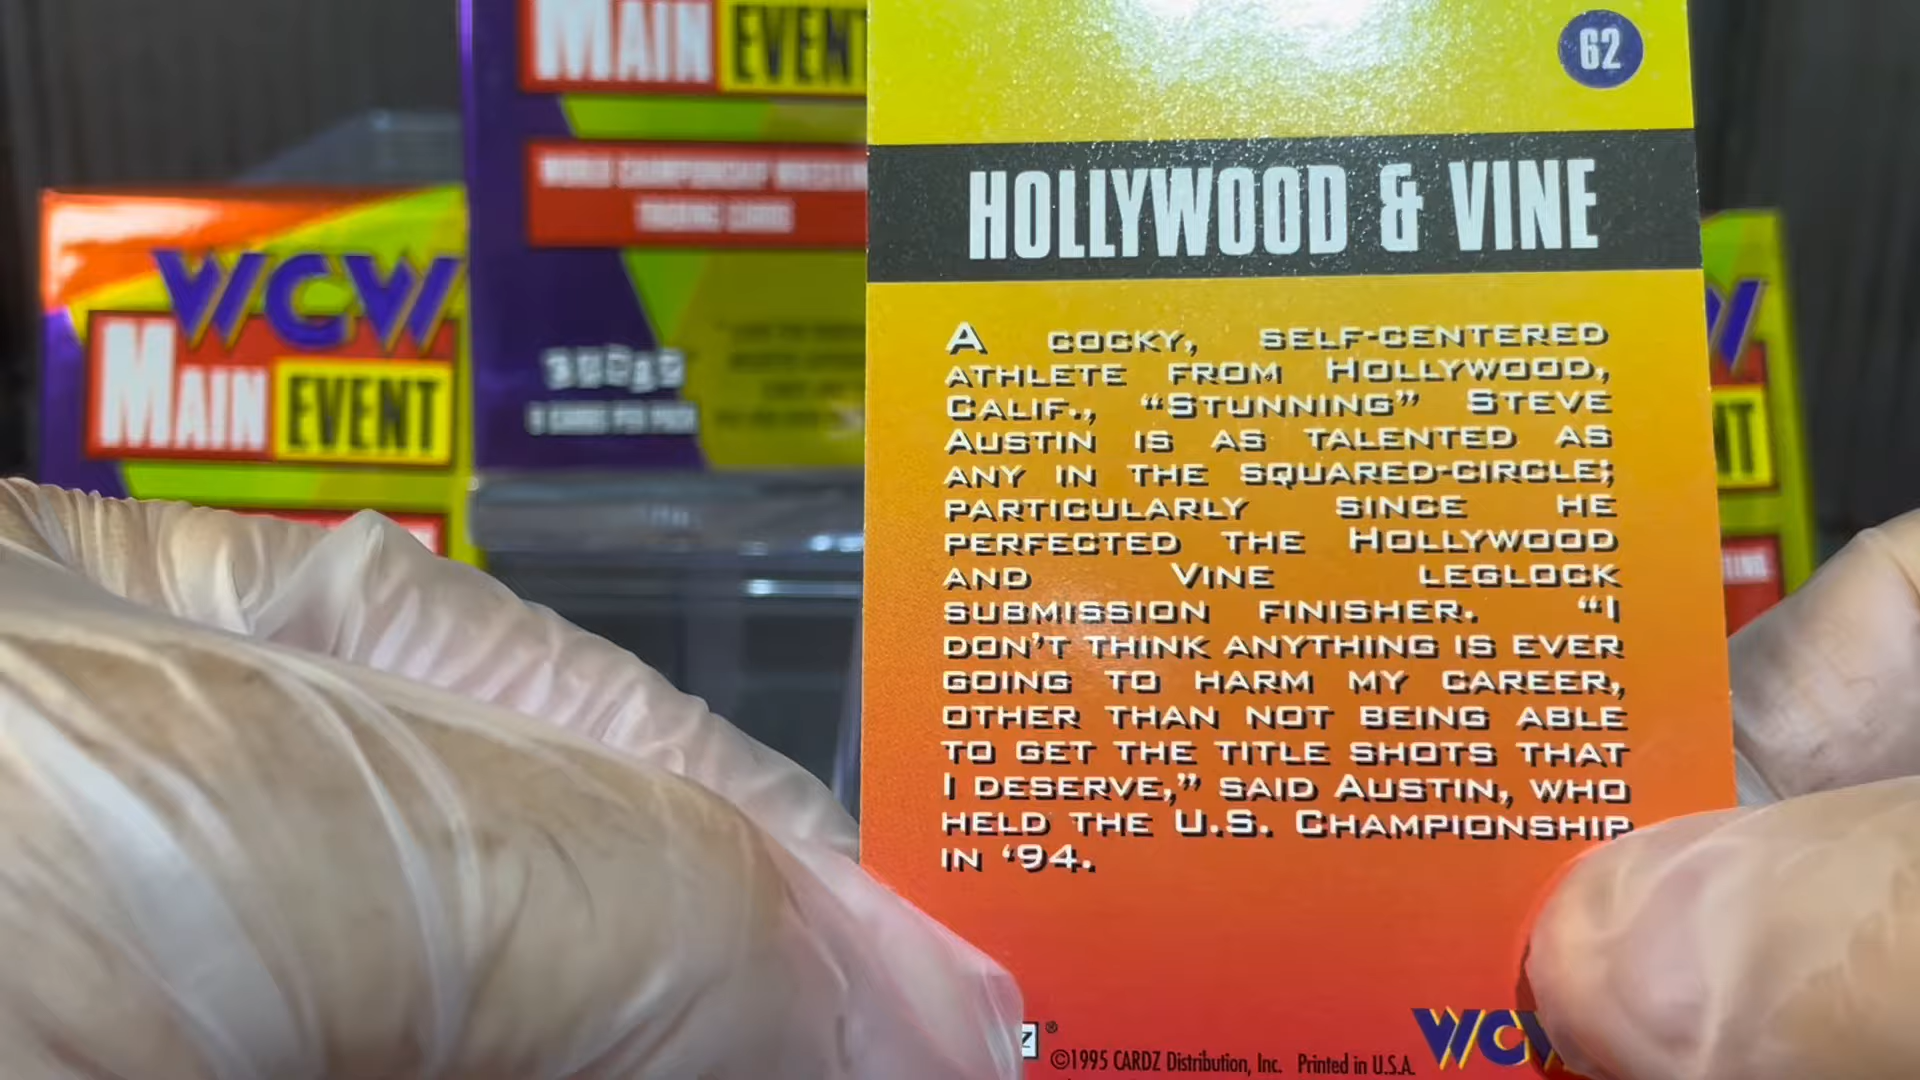 MAIN EVENT
WORLD CHAMPIONSHIP WRESTLING
TRADING CARDS
WCW
MAIN EVENT
62
HOLLYWOOD & VINE
A COCKY, SELF-CENTERED
ATHLETE FROM HOLLYWOOD,
CALIF., “STUNNING” STEVE
AUSTIN IS AS TALENTED AS
ANY IN THE SQUARED-CIRCLE;
PARTICULARLY SINCE HE
PERFECTED THE HOLLYWOOD
AND VINE LEGLOCK
SUBMISSION FINISHER. “I
DON’T THINK ANYTHING IS EVER
GOING TO HARM MY CAREER,
OTHER THAN NOT BEING ABLE
TO GET THE TITLE SHOTS THAT
I DESERVE,” SAID AUSTIN, WHO
HELD THE U.S. CHAMPIONSHIP
IN ‘94.
©1995 CARDZ Distribution, Inc. Printed in U.S.A.
WCW